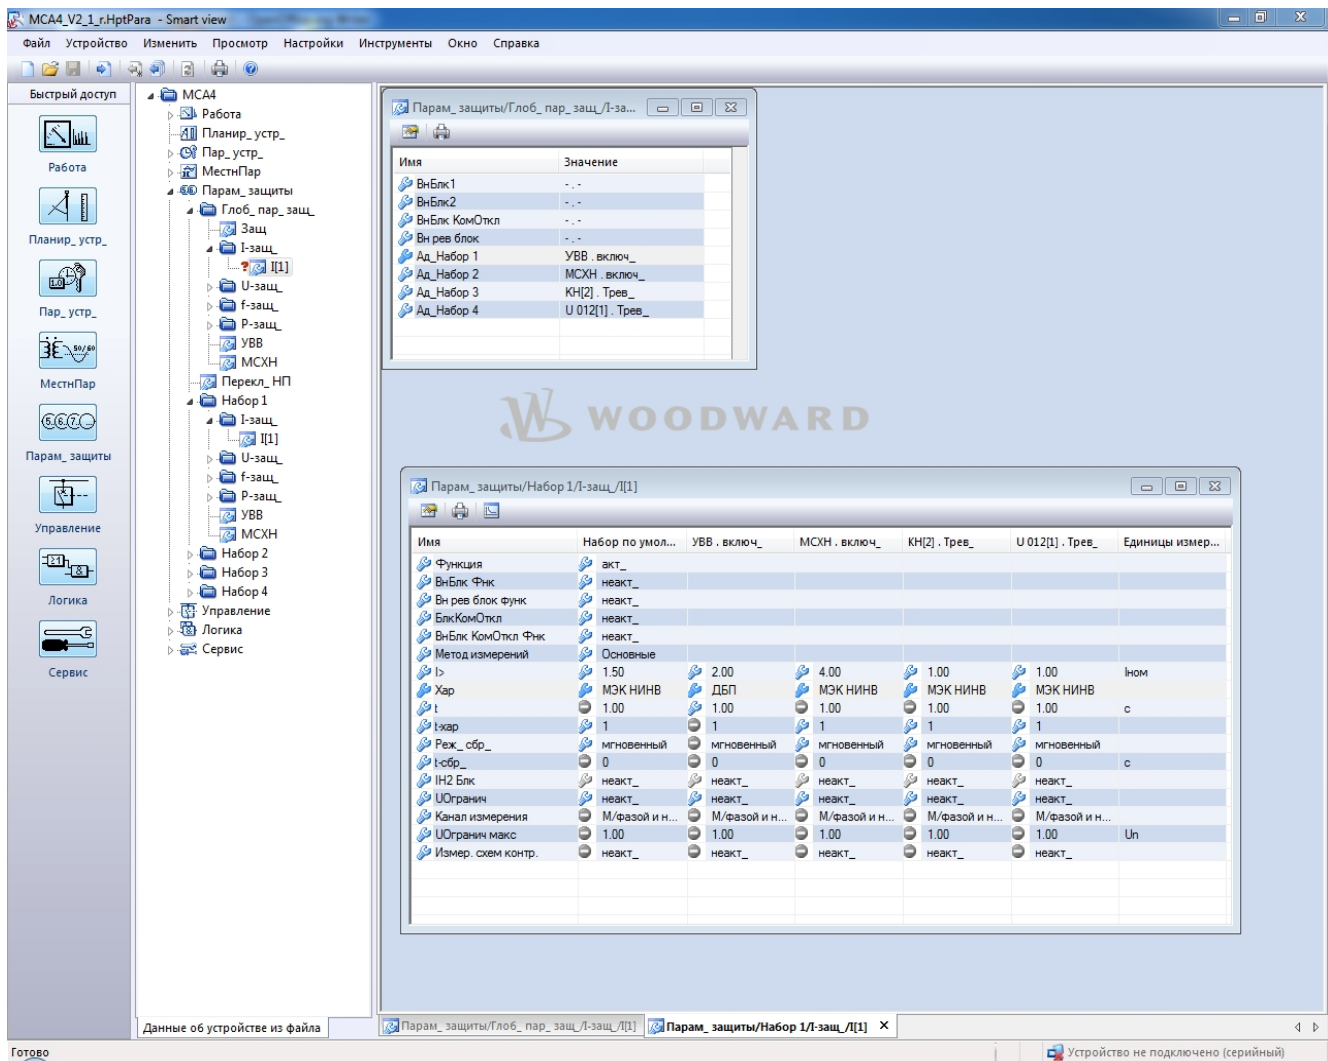 MCA4_V2_1_r.HptPara - Smart view
Файл Устройство Изменить Просмотр Настройки Инструменты Окно Справка
Быстрый доступ
Работа
Планир_ устр_
Пар_ устр_
МестнПар
Парам_ защиты
Управление
Логика
Сервис
MCA4
Работа
Планир_ устр_
Пар_ устр_
МестнПар
Парам_ защиты
Глоб_ пар_ защ_
Защ
I-защ_
? I[1]
U-защ_
f-защ_
P-защ_
УВВ
МСХН
Перекл_ НП
Набор 1
I-защ_
I[1]
U-защ_
f-защ_
P-защ_
УВВ
МСХН
Набор 2
Набор 3
Набор 4
Управление
Логика
Сервис
Данные об устройстве из файла
Парам_ защиты/Глоб_ пар_ защ_/I-за...
Имя Значение
ВнБлк1 - . -
ВнБлк2 - . -
ВнБлк КомОткл - . -
Вн рев блок - . -
Ад_Набор 1 УВВ . включ_
Ад_Набор 2 МСХН . включ_
Ад_Набор 3 КН[2] . Трев_
Ад_Набор 4 U 012[1] . Трев_
WOODWARD
Парам_ защиты/Набор 1/I-защ_/I[1]
Имя Набор по умол... УВВ . включ_ МСХН . включ_ КН[2] . Трев_ U 012[1] . Трев_ Единицы измер...
Функция акт_
ВнБлк Фнк неакт_
Вн рев блок функ неакт_
БлкКомОткл неакт_
ВнБлк КомОткл Фнк неакт_
Метод измерений Основные
I> 1.50 2.00 4.00 1.00 1.00 Iном
Хар МЭК НИНВ ДБП МЭК НИНВ МЭК НИНВ МЭК НИНВ
t 1.00 1.00 1.00 1.00 1.00 с
t-хар 1 1 1 1 1
Реж_ сбр_ мгновенный мгновенный мгновенный мгновенный мгновенный
t-сбр_ 0 0 0 0 0 с
IH2 Блк неакт_ неакт_ неакт_ неакт_ неакт_
UОгранич неакт_ неакт_ неакт_ неакт_ неакт_
Канал измерения М/фазой и н... М/фазой и н... М/фазой и н... М/фазой и н... М/фазой и н...
UОгранич макс 1.00 1.00 1.00 1.00 1.00 Un
Измер. схем контр. неакт_ неакт_ неакт_ неакт_ неакт_
Парам_ защиты/Глоб_ пар_ защ_/I-защ_/I[1] Парам_ защиты/Набор 1/I-защ_/I[1]
Готово Устройство не подключено (серийный)